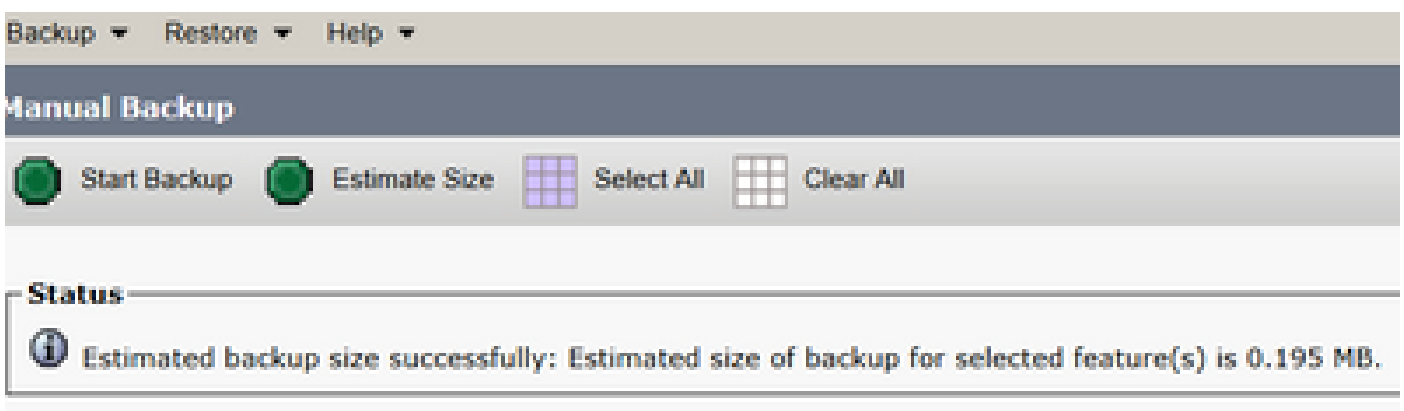 Backup Restore Help
Manual Backup
Start Backup Estimate Size Select All Clear All
Status
Estimated backup size successfully: Estimated size of backup for selected feature(s) is 0.195 MB.